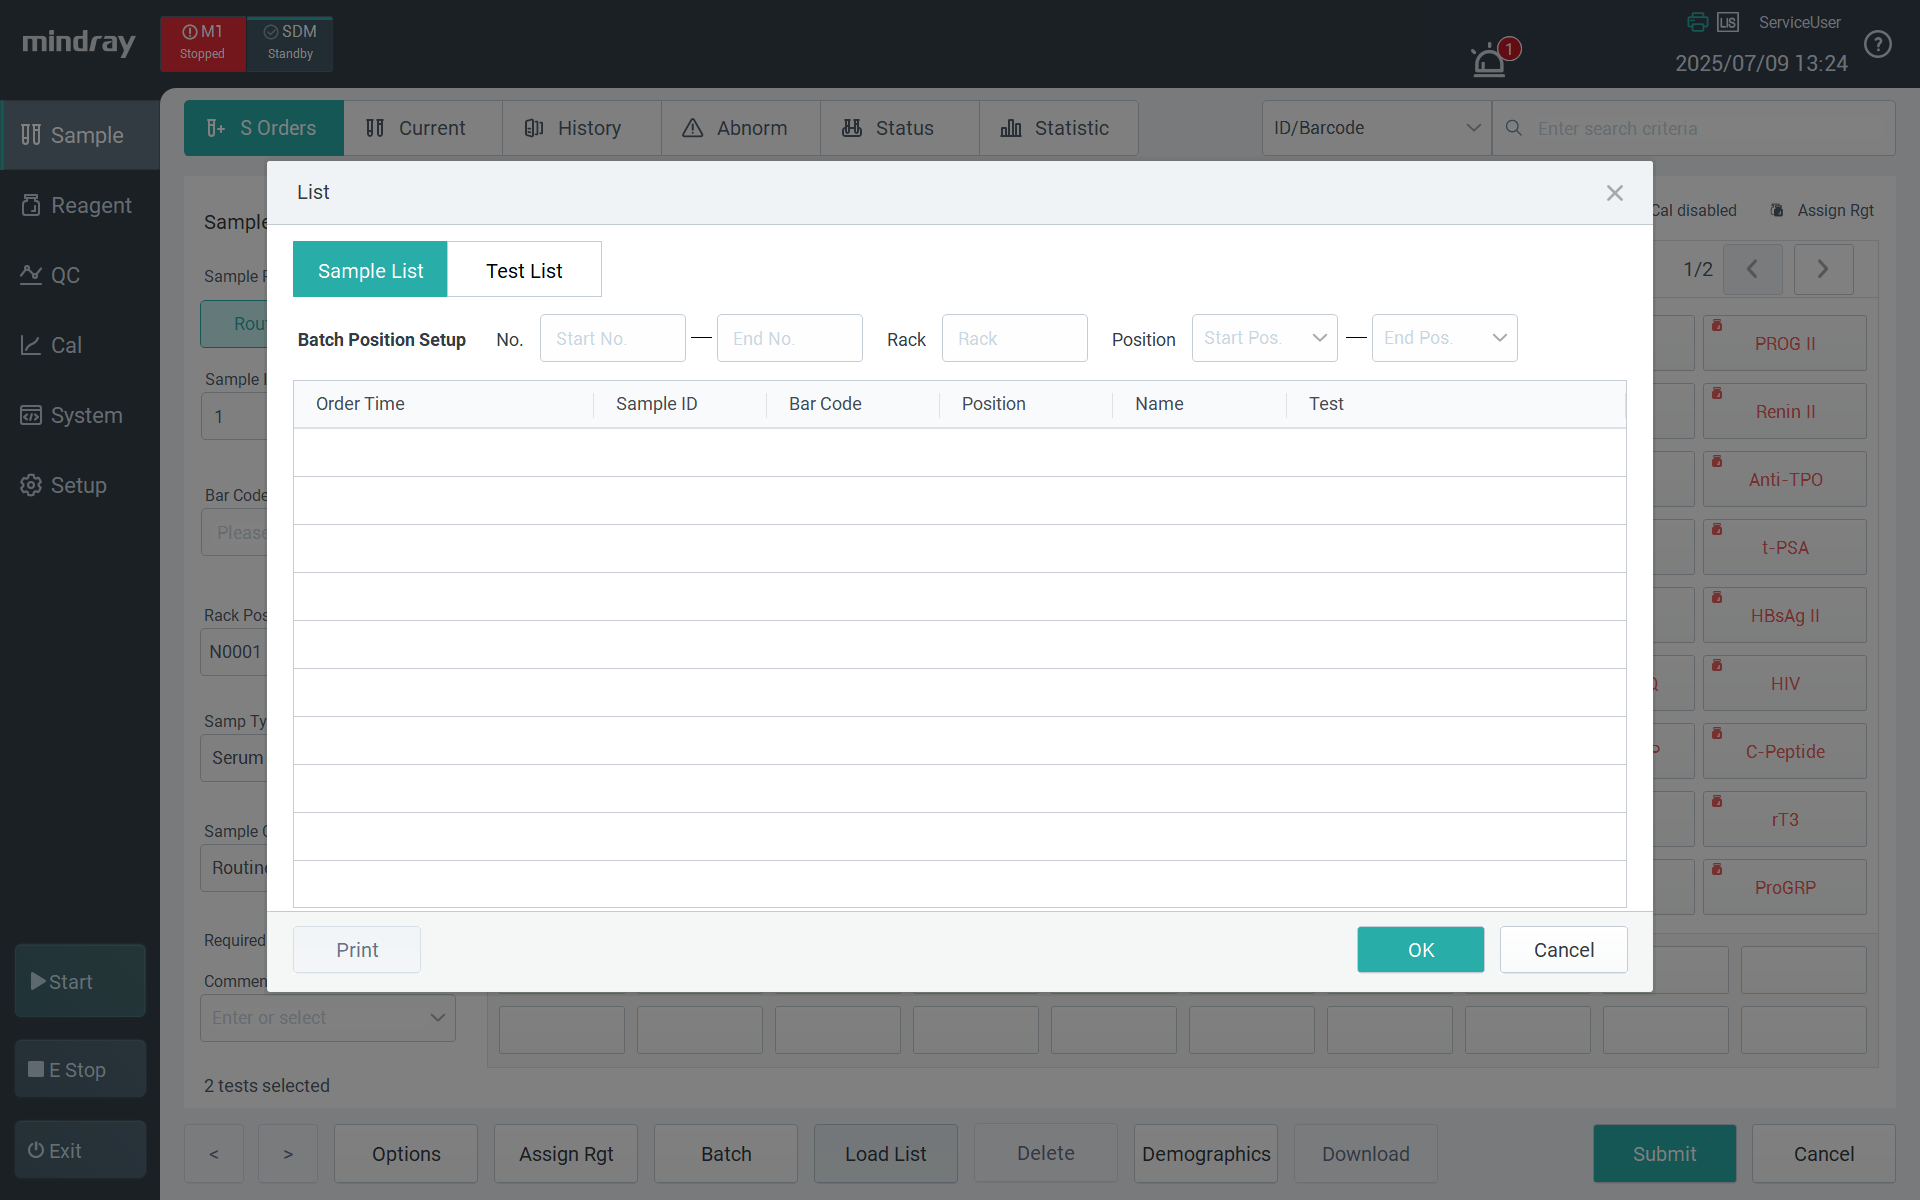 mindray
M1
Stopped
SDM
Standby
1
LIS
ServiceUser
2025/07/09 13:24
Sample
Reagent
QC
Cal
System
Setup
Start
E Stop
Exit
S Orders
Current
History
Abnorm
Status
Statistic
ID/Barcode
Enter search criteria
Sample
Cal disabled
Assign Rgt
1/2
Sample
Rou
Sample
1
Bar Code
Pleas
Rack Pos
N0001
Samp Ty
Serum
Sample
Routin
Required
Commen
Enter or select
2 tests selected
PROG II
Renin II
Anti-TPO
t-PSA
HBsAg II
HIV
C-Peptide
rT3
ProGRP
List
Sample List
Test List
Batch Position Setup
No.
Start No.
—
End No.
Rack
Rack
Position
Start Pos.
—
End Pos.
Order Time
Sample ID
Bar Code
Position
Name
Test
Print
OK
Cancel
<
>
Options
Assign Rgt
Batch
Load List
Delete
Demographics
Download
Submit
Cancel